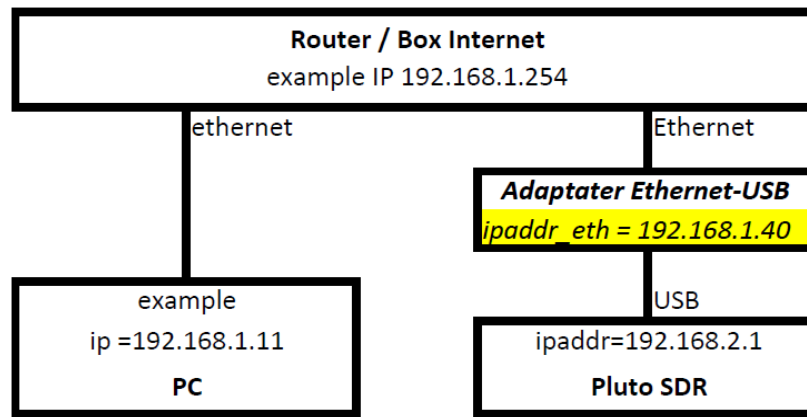 Router / Box Internet
example IP 192.168.1.254
ethernet
Ethernet
Adaptater Ethernet-USB
ipaddr_eth = 192.168.1.40
USB
example
ip =192.168.1.11
PC
ipaddr=192.168.2.1
Pluto SDR